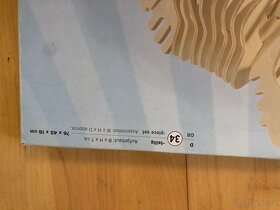 D
GB
34
-teilig
-piece set
Aufgebaut: B x H x T ca.
Assembled: W x H x D approx.
76 x 45 x 18 cm